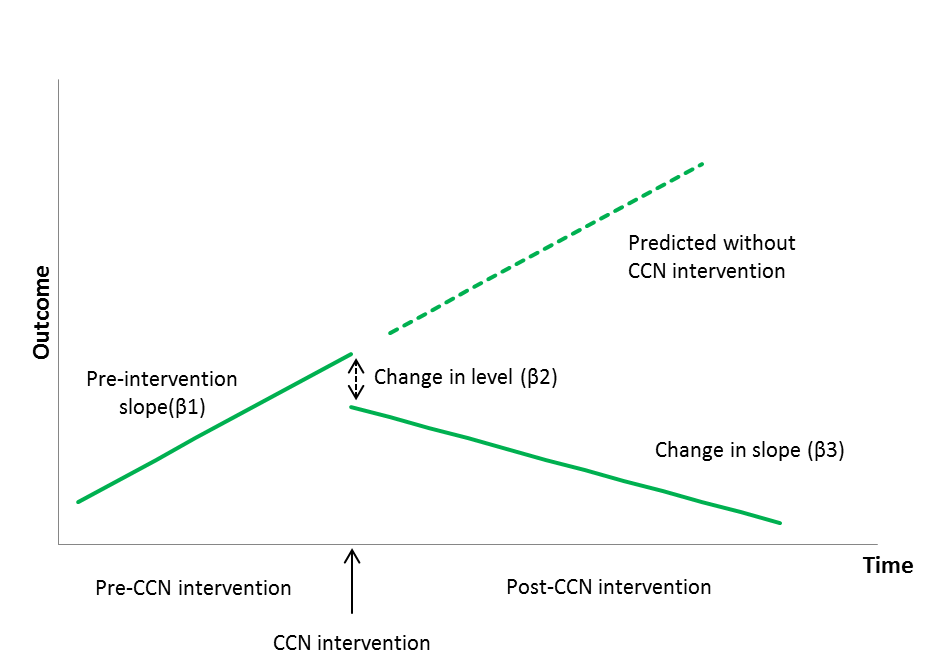 Predicted without
CCN intervention
Outcome
Pre-intervention
slope(β1)
Change in level (β2)
Change in slope (β3)
Time
Pre-CCN intervention
Post-CCN intervention
CCN intervention